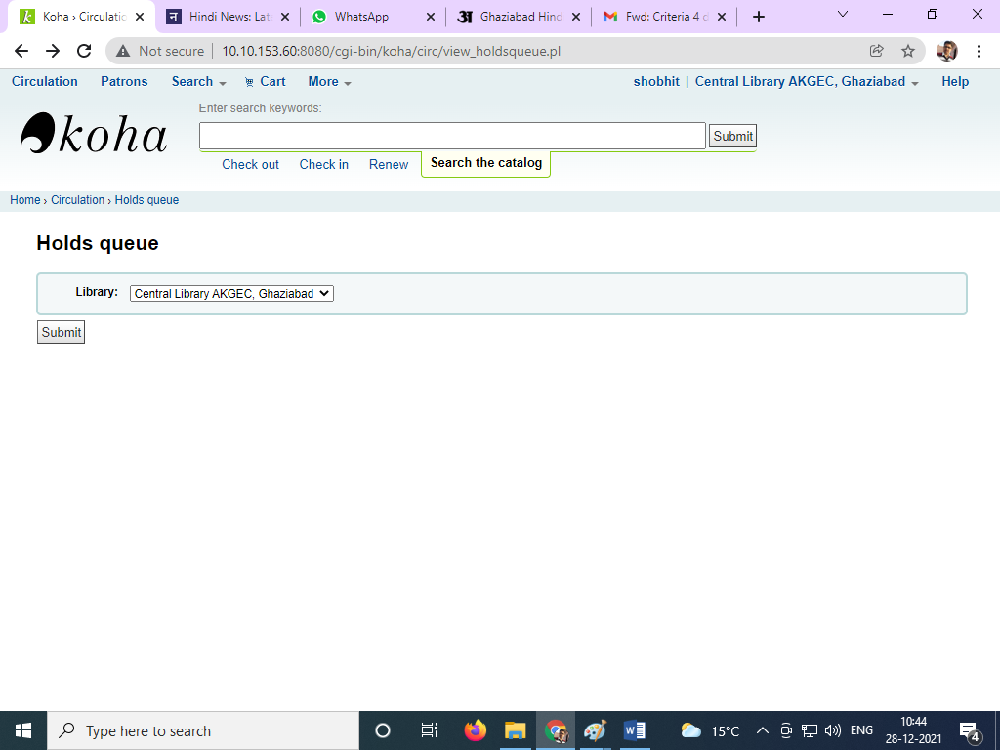 Koha › Circulati
Hindi News: Lat
WhatsApp
Ghaziabad Hind
Fwd: Criteria 4 d
Not secure
10.10.153.60:8080/cgi-bin/koha/circ/view_holdsqueue.pl
Circulation Patrons Search Cart More
shobhit | Central Library AKGEC, Ghaziabad Help
Enter search keywords:
koha
Submit
Check out Check in Renew Search the catalog
Home › Circulation › Holds queue
Holds queue
Library: Central Library AKGEC, Ghaziabad
Submit
Type here to search
15°C
ENG
10:44
28-12-2021
4